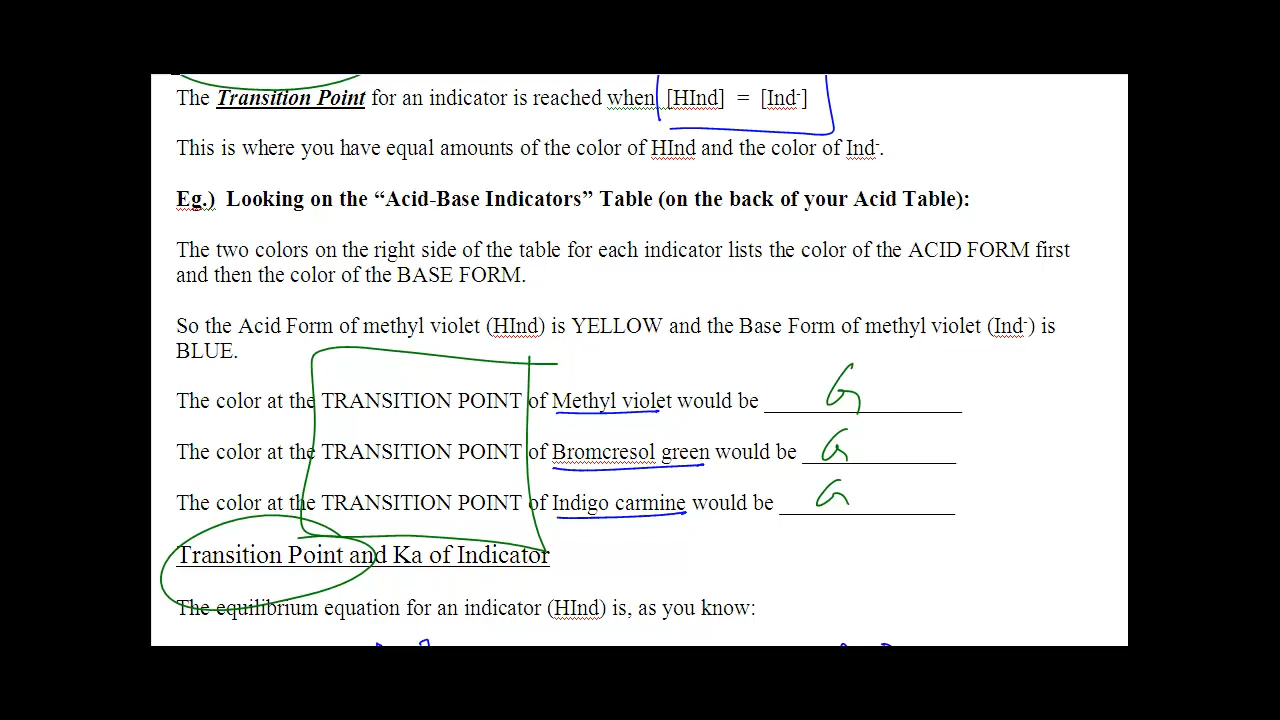 The Transition Point for an indicator is reached when [HInd] = [Ind-]
This is where you have equal amounts of the color of HInd and the color of Ind-.
Eg.) Looking on the “Acid-Base Indicators” Table (on the back of your Acid Table):
The two colors on the right side of the table for each indicator lists the color of the ACID FORM first
and then the color of the BASE FORM.
So the Acid Form of methyl violet (HInd) is YELLOW and the Base Form of methyl violet (Ind-) is
BLUE.
The color at the TRANSITION POINT of Methyl violet would be G
The color at the TRANSITION POINT of Bromcresol green would be G
The color at the TRANSITION POINT of Indigo carmine would be G
Transition Point and Ka of Indicator
The equilibrium equation for an indicator (HInd) is, as you know: